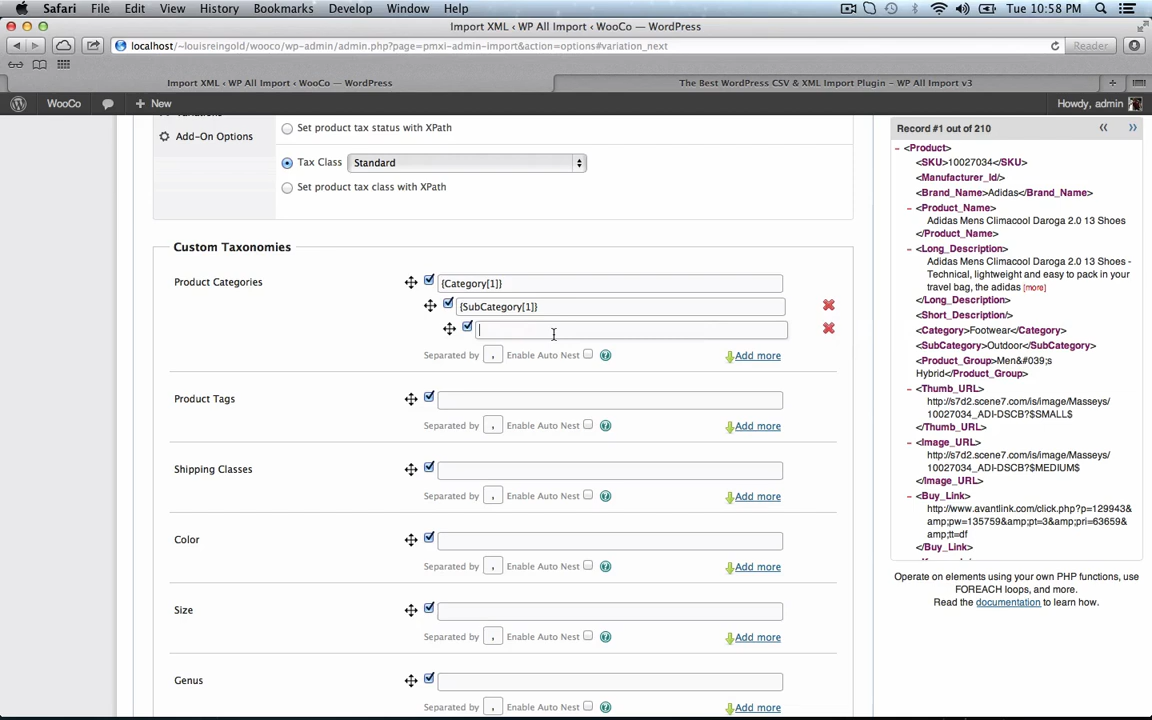 Safari File Edit View History Bookmarks Develop Window Help Tue 10:58 PM
Import XML ‹ WP All Import ‹ WooCo — WordPress
localhost/~louisreingold/wooco/wp-admin/admin.php?page=pmxi-admin-import&action=options#variation_next
Reader
Import XML ‹ WP All Import ‹ WooCo — WordPress
The Best WordPress CSV & XML Import Plugin – WP All Import v3
WooCo + New Howdy, admin
Add-On Options
Set product tax status with XPath
Tax Class Standard
Set product tax class with XPath
Custom Taxonomies
Product Categories
{Category[1]}
{SubCategory[1]}
Separated by , Enable Auto Nest ? Add more
Product Tags
Separated by , Enable Auto Nest ? Add more
Shipping Classes
Separated by , Enable Auto Nest ? Add more
Color
Separated by , Enable Auto Nest ? Add more
Size
Separated by , Enable Auto Nest ? Add more
Genus
Separated by , Enable Auto Nest ? Add more
Record #1 out of 210 « »
– <Product>
<SKU>10027034</SKU>
<Manufacturer_Id/>
<Brand_Name>Adidas</Brand_Name>
– <Product_Name>
Adidas Mens Climacool Daroga 2.0 13 Shoes
</Product_Name>
– <Long_Description>
Adidas Mens Climacool Daroga 2.0 13 Shoes -
Technical, lightweight and easy to pack in your
travel bag, the adidas [more]
</Long_Description>
<Short_Description/>
<Category>Footwear</Category>
<SubCategory>Outdoor</SubCategory>
<Product_Group>Men&#039;s
Hybrid</Product_Group>
– <Thumb_URL>
http://s7d2.scene7.com/is/image/Masseys/
10027034_ADI-DSCB?$SMALL$
</Thumb_URL>
– <Image_URL>
http://s7d2.scene7.com/is/image/Masseys/
10027034_ADI-DSCB?$MEDIUM$
</Image_URL>
– <Buy_Link>
http://www.avantlink.com/click.php?p=129943&
amp;pw=135759&amp;pt=3&amp;pri=63659&
amp;tt=df
</Buy_Link>
Operate on elements using your own PHP functions, use
FOREACH loops, and more.
Read the documentation to learn how.